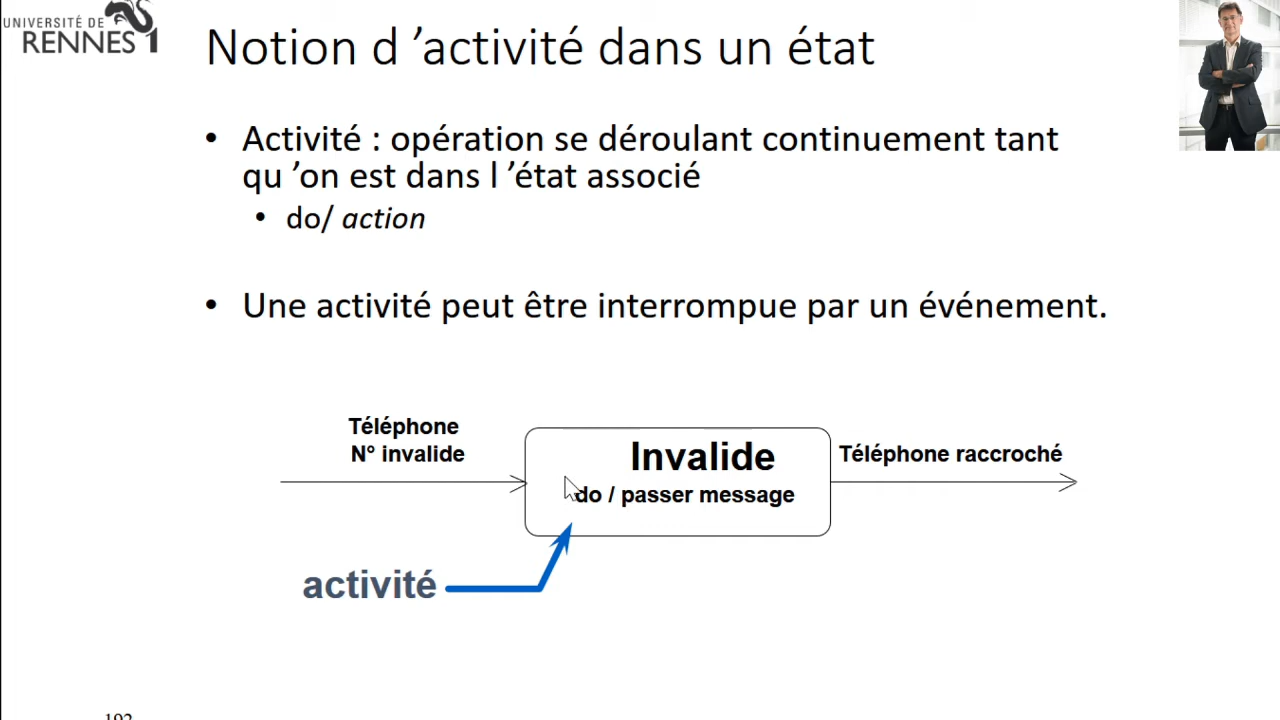 UNIVERSITÉ DE
RENNES 1
Notion d ’activité dans un état
• Activité : opération se déroulant continuement tant
qu ’on est dans l ’état associé
• do/ action
• Une activité peut être interrompue par un événement.
Téléphone
N° invalide
Invalide
do / passer message
Téléphone raccroché
activité
192